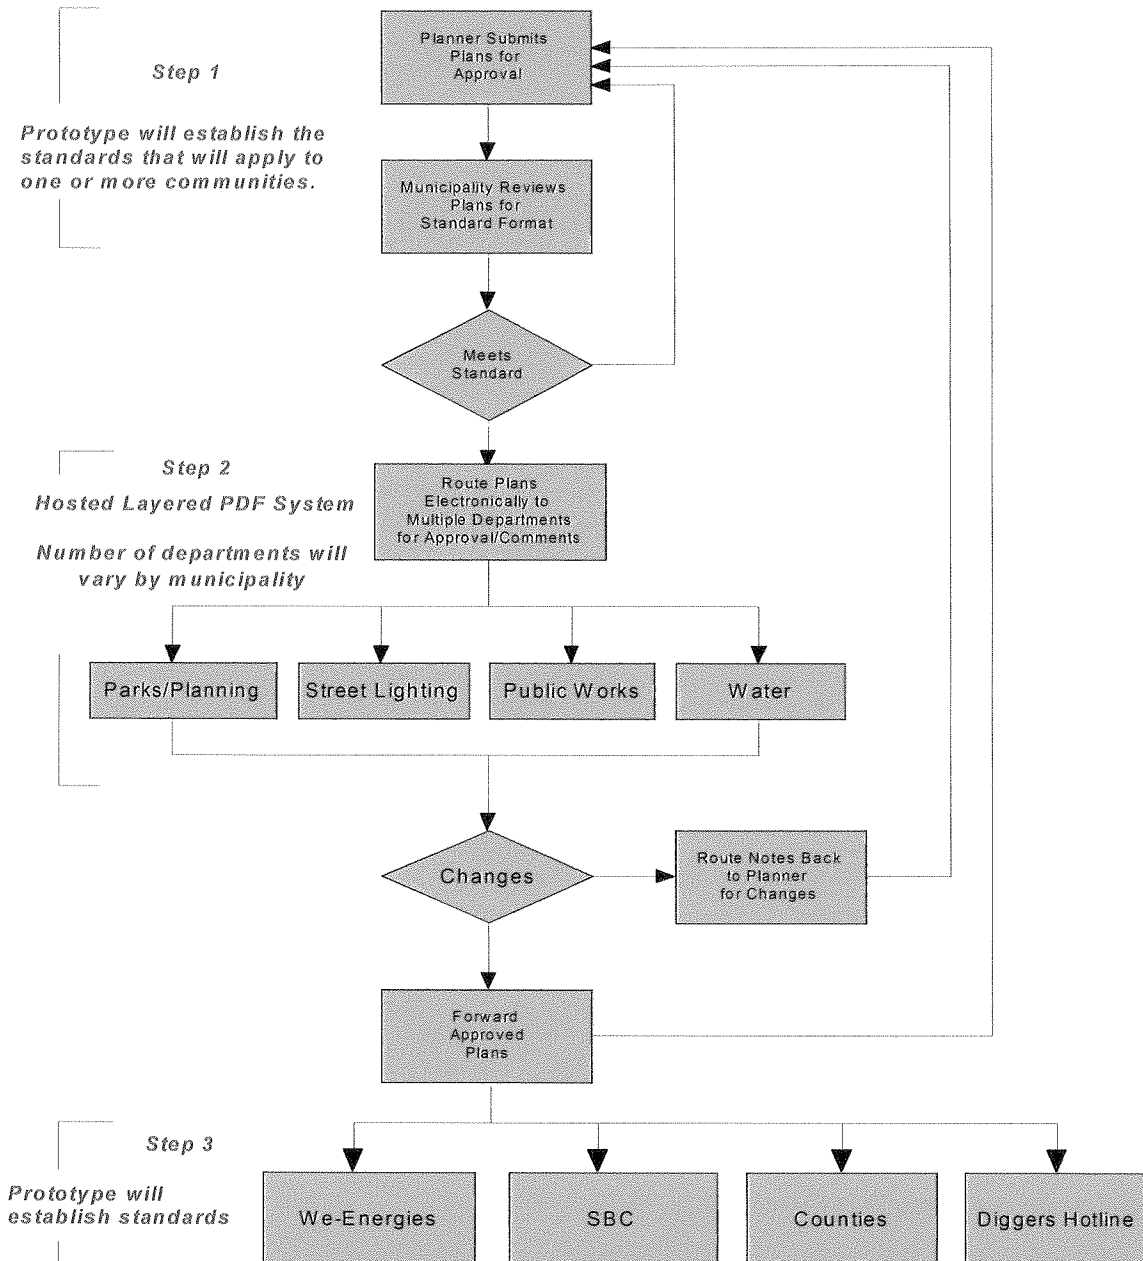 Planner Submits
Plans for
Approval
Step 1
Prototype will establish the
standards that will apply to
one or more communities.
Municipality Reviews
Plans for
Standard Format
Meets
Standard
Step 2
Hosted Layered PDF System
Number of departments will
vary by municipality
Route Plans
Electronically to
Multiple Departments
for Approval/Comments
Parks/Planning
Street Lighting
Public Works
Water
Changes
Route Notes Back
to Planner
for Changes
Forward
Approved
Plans
Step 3
Prototype will
establish standards
We-Energies
SBC
Counties
Diggers Hotline